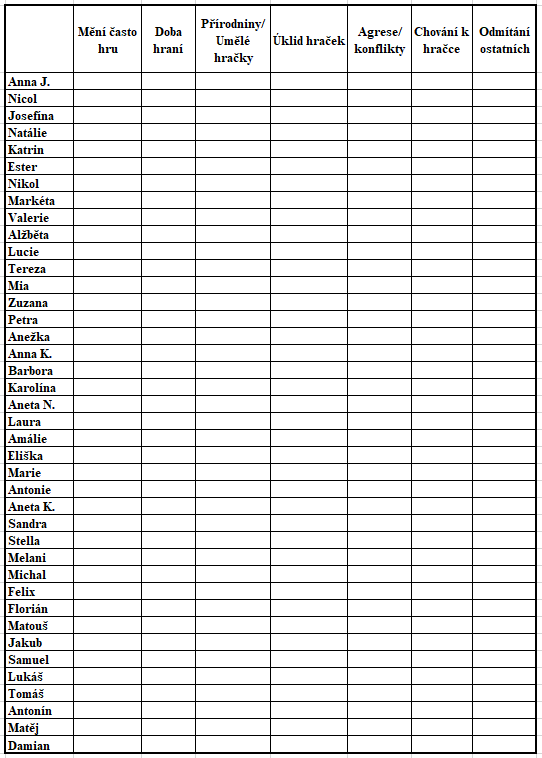 Mění často hru
Doba hraní
Přírodniny/ Umělé hračky
Úklid hraček
Agrese/ konflikty
Chování k hračce
Odmítání ostatních
Anna J.
Nicol
Josefína
Natálie
Katrin
Ester
Nikol
Markéta
Valerie
Alžběta
Lucie
Tereza
Mia
Zuzana
Petra
Anežka
Anna K.
Barbora
Karolína
Aneta N.
Laura
Amálie
Eliška
Marie
Antonie
Aneta K.
Sandra
Stella
Melani
Michal
Felix
Florián
Matouš
Jakub
Samuel
Lukáš
Tomáš
Antonín
Matěj
Damian